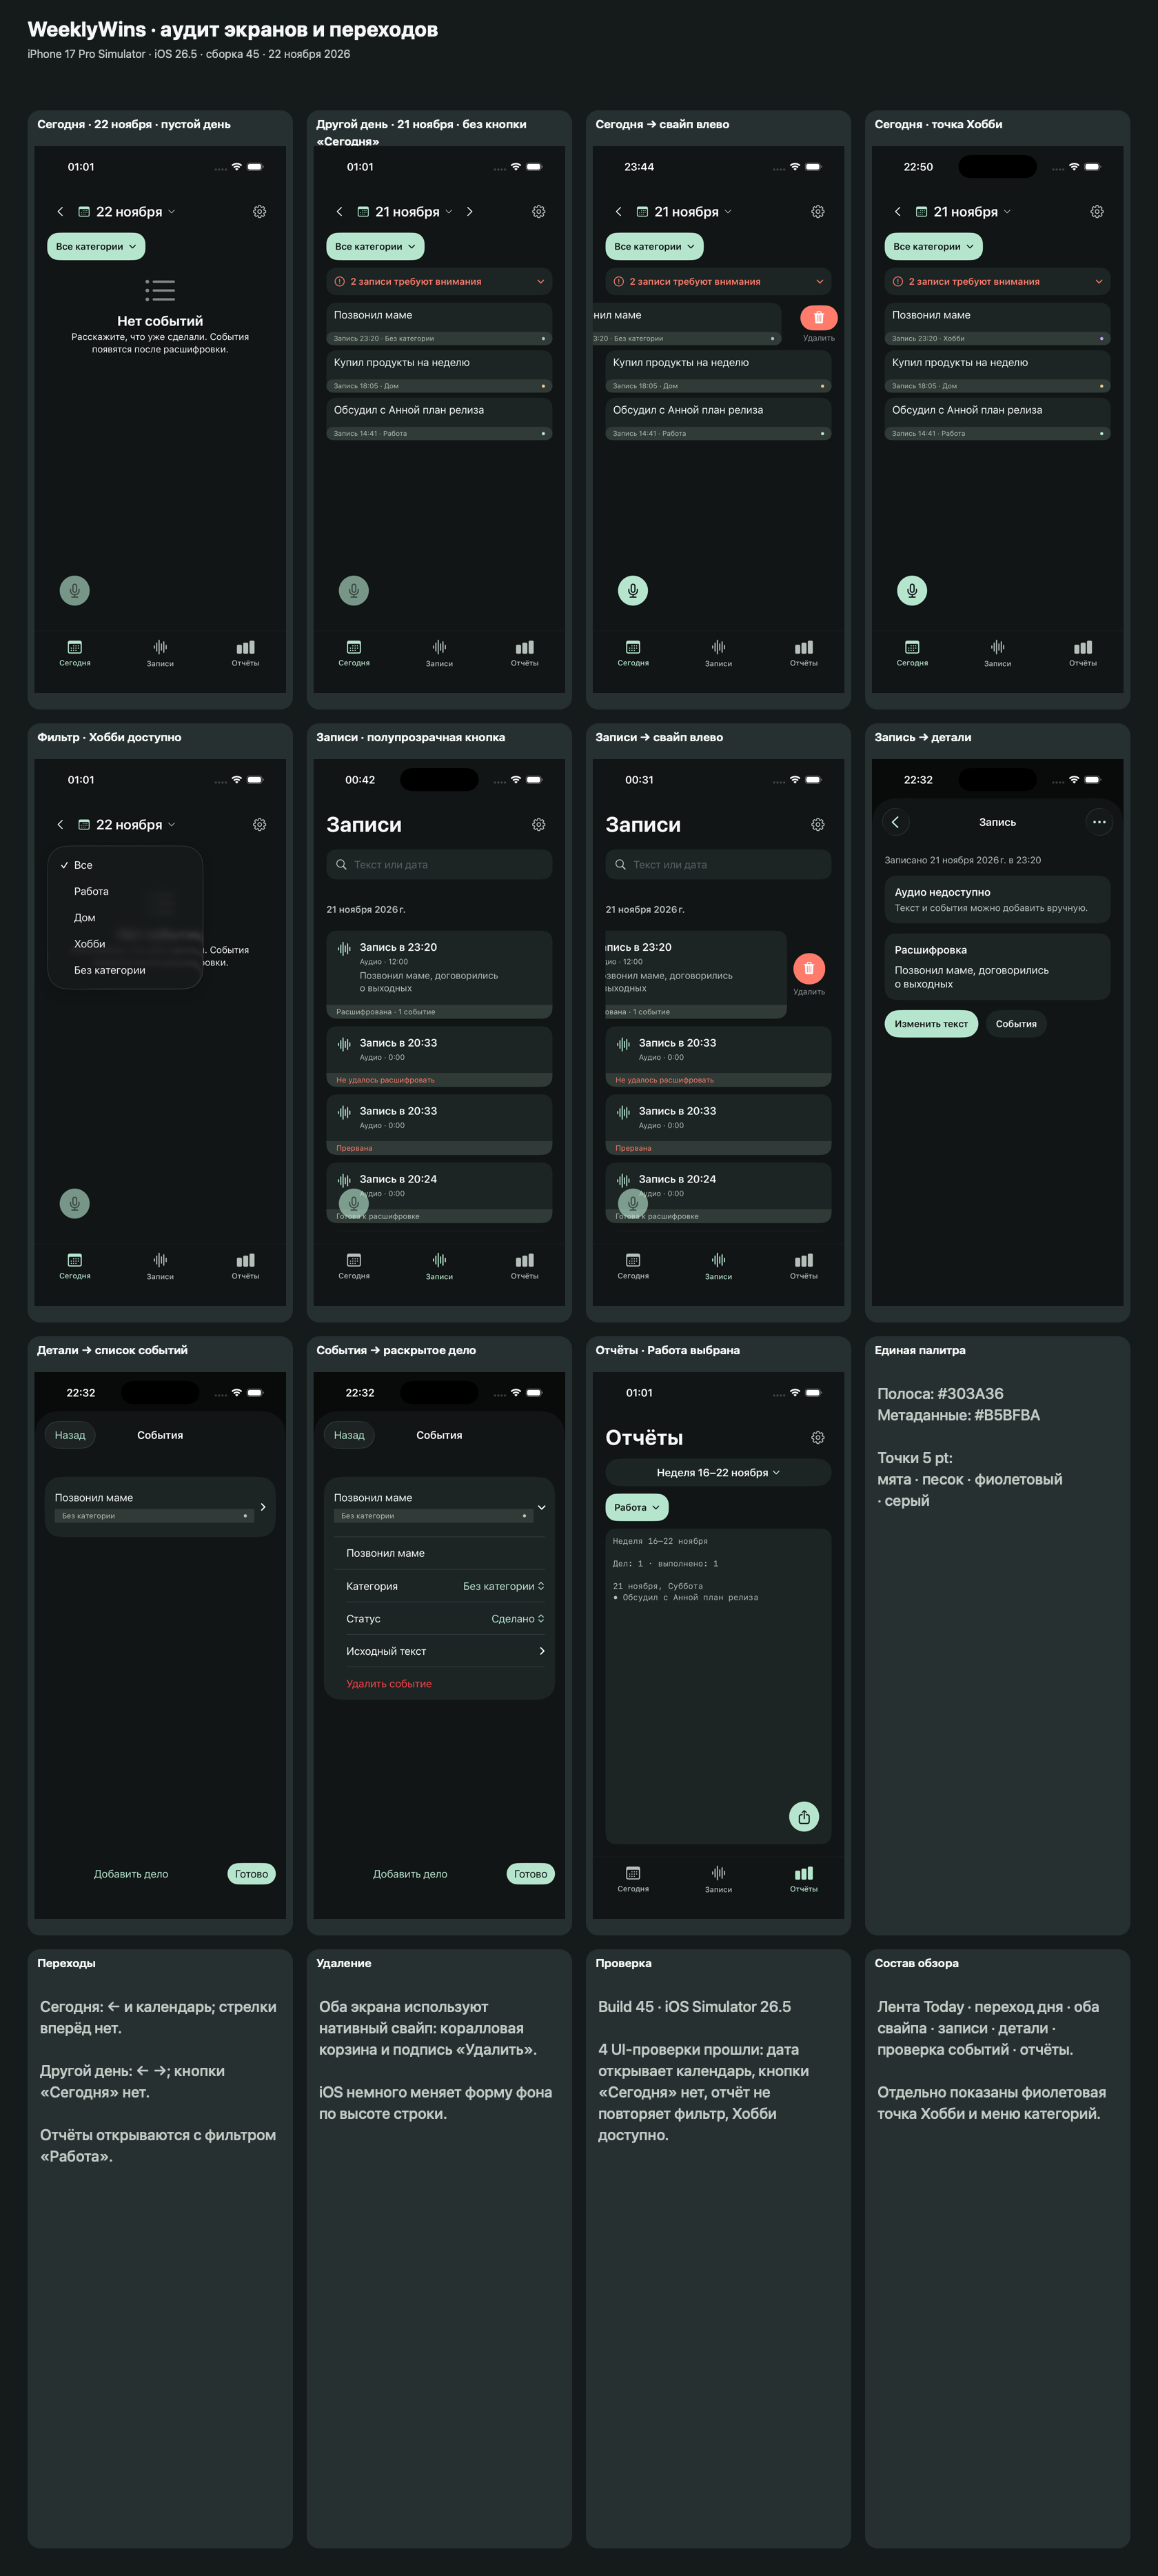 WeeklyWins · аудит экранов и переходов
iPhone 17 Pro Simulator · iOS 26.5 · сборка 45 · 22 ноября 2026
Сегодня · 22 ноября · пустой день
01:01
22 ноября
Все категории
Нет событий
Расскажите, что уже сделали. События
появятся после расшифровки.
Сегодня
Записи
Отчёты
Другой день · 21 ноября · без кнопки
«Сегодня»
01:01
21 ноября
Все категории
2 записи требуют внимания
Позвонил маме
Запись 23:20 · Без категории
Купил продукты на неделю
Запись 18:05 · Дом
Обсудил с Анной план релиза
Запись 14:41 · Работа
Сегодня
Записи
Отчёты
Сегодня → свайп влево
23:44
21 ноября
Все категории
2 записи требуют внимания
нил маме
3:20 · Без категории
Удалить
Купил продукты на неделю
Запись 18:05 · Дом
Обсудил с Анной план релиза
Запись 14:41 · Работа
Сегодня
Записи
Отчёты
Сегодня · точка Хобби
22:50
21 ноября
Все категории
2 записи требуют внимания
Позвонил маме
Запись 23:20 · Хобби
Купил продукты на неделю
Запись 18:05 · Дом
Обсудил с Анной план релиза
Запись 14:41 · Работа
Сегодня
Записи
Отчёты
Фильтр · Хобби доступно
01:01
22 ноября
Все
Работа
Дом
Хобби
Без категории
. События
ровки.
Сегодня
Записи
Отчёты
Записи · полупрозрачная кнопка
00:42
Записи
Текст или дата
21 ноября 2026 г.
Запись в 23:20
Аудио · 12:00
Позвонил маме, договорились
о выходных
Расшифрована · 1 событие
Запись в 20:33
Аудио · 0:00
Не удалось расшифровать
Запись в 20:33
Аудио · 0:00
Прервана
Запись в 20:24
Аудио · 0:00
Готова к расшифровке
Сегодня
Записи
Отчёты
Записи → свайп влево
00:31
Записи
Текст или дата
21 ноября 2026 г.
пись в 23:20
дио · 12:00
звонил маме, договорились
выходных
ована · 1 событие
Удалить
Запись в 20:33
Аудио · 0:00
Не удалось расшифровать
Запись в 20:33
Аудио · 0:00
Прервана
Запись в 20:24
Аудио · 0:00
Готова к расшифровке
Сегодня
Записи
Отчёты
Запись → детали
22:32
Запись
Записано 21 ноября 2026 г. в 23:20
Аудио недоступно
Текст и события можно добавить вручную.
Расшифровка
Позвонил маме, договорились
о выходных
Изменить текст
События
Детали → список событий
22:32
Назад
События
Позвонил маме
Без категории
Добавить дело
Готово
События → раскрытое дело
22:32
Назад
События
Позвонил маме
Без категории
Позвонил маме
Категория Без категории
Статус Сделано
Исходный текст
Удалить событие
Добавить дело
Готово
Отчёты · Работа выбрана
01:01
Отчёты
Неделя 16–22 ноября
Работа
Неделя 16–22 ноября
Дел: 1 · выполнено: 1
21 ноября, Суббота
• Обсудил с Анной план релиза
Сегодня
Записи
Отчёты
Единая палитра
Полоса: #303A36
Метаданные: #B5BFBA
Точки 5 pt:
мята · песок · фиолетовый
· серый
Переходы
Сегодня: ← и календарь; стрелки
вперёд нет.
Другой день: ← →; кнопки
«Сегодня» нет.
Отчёты открываются с фильтром
«Работа».
Удаление
Оба экрана используют
нативный свайп: коралловая
корзина и подпись «Удалить».
iOS немного меняет форму фона
по высоте строки.
Проверка
Build 45 · iOS Simulator 26.5
4 UI-проверки прошли: дата
открывает календарь, кнопки
«Сегодня» нет, отчёт не
повторяет фильтр, Хобби
доступно.
Состав обзора
Лента Today · переход дня · оба
свайпа · записи · детали ·
проверка событий · отчёты.
Отдельно показаны фиолетовая
точка Хобби и меню категорий.